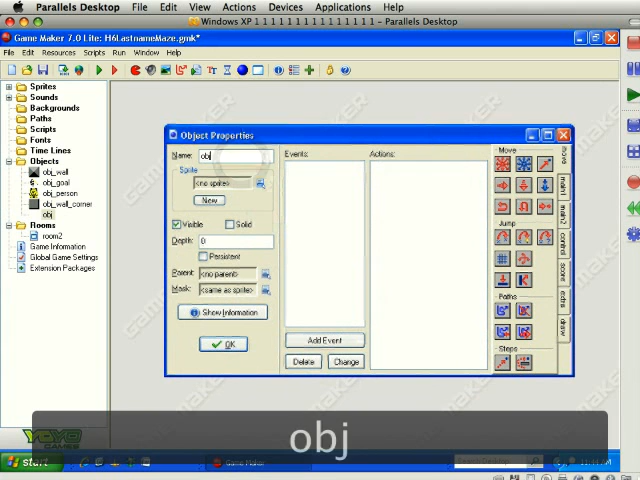 Parallels Desktop File Edit View Actions Devices Applications Help
Windows XP 1 1 1 1 1 1 1 1 1 1 1 1 1 1 1 - Parallels Desktop
Game Maker 7.0 Lite: H6LastnameMaze.gmk*
File Edit Resources Scripts Run Window Help
Sprites
Sounds
Backgrounds
Paths
Scripts
Fonts
Time Lines
Objects
obj_wall
obj_goal
obj_person
obj_wall_corner
obj
Rooms
room2
Game Information
Global Game Settings
Extension Packages
Object Properties
Name: obj
Sprite
<no sprite>
New
Visible Solid
Depth: 0
Persistent
Parent: <no parent>
Mask: <same as sprite>
Show Information
OK
Events:
Add Event
Delete Change
Actions:
Move
Jump
Paths
Steps
move
main1
main2
control
score
extra
draw
obj
YOYO
GAMES
start
Game Maker
Search Desktop